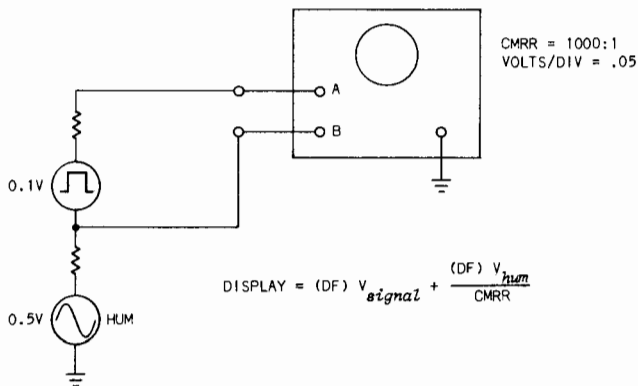 CMRR = 1000:1
VOLTS/DIV = .05
A
B
0.1V
DISPLAY = (DF) V signal + (DF) V hum / CMRR
0.5V
HUM